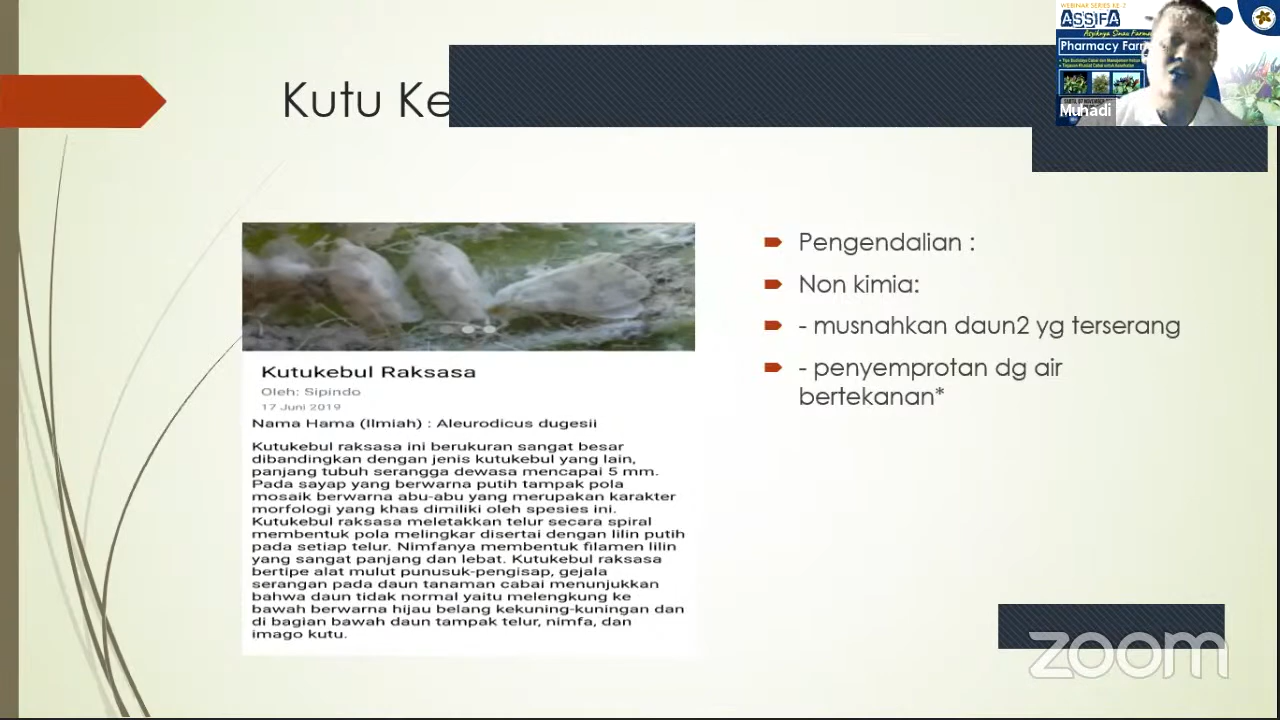 Kutu Ke
WEBINAR SERIES KE-2
ASSIFA
Asyiknya Sinau Farmasi
Pharmacy Farm
Muhadi
Kutukebul Raksasa
Oleh: Sipindo
17 Juni 2019
Nama Hama (Ilmiah) : Aleurodicus dugesii
Kutukebul raksasa ini berukuran sangat besar
dibandingkan dengan jenis kutukebul yang lain,
panjang tubuh serangga dewasa mencapai 5 mm.
Pada sayap yang berwarna putih tampak pola
mosaik berwarna abu-abu yang merupakan karakter
morfologi yang khas dimiliki oleh spesies ini.
Kutukebul raksasa meletakkan telur secara spiral
membentuk pola melingkar disertai dengan lilin putih
pada setiap telur. Nimfanya membentuk filamen lilin
yang sangat panjang dan lebat. Kutukebul raksasa
bertipe alat mulut punusuk-pengisap, gejala
serangan pada daun tanaman cabai menunjukkan
bahwa daun tidak normal yaitu melengkung ke
bawah berwarna hijau belang kekuning-kuningan dan
di bagian bawah daun tampak telur, nimfa, dan
imago kutu.
Pengendalian :
Non kimia:
- musnahkan daun2 yg terserang
- penyemprotan dg air
bertekanan*
zoom